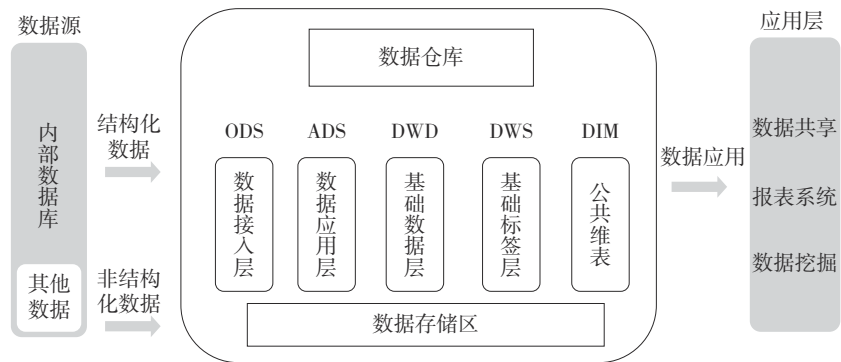 数据源
内部数据库
其他
数据
结构化
数据
非结构
化数据
数据仓库
ODS
数据接入层
ADS
数据应用层
DWD
基础数据层
DWS
基础标签层
DIM
公共维表
数据存储区
数据应用
应用层
数据共享
报表系统
数据挖掘